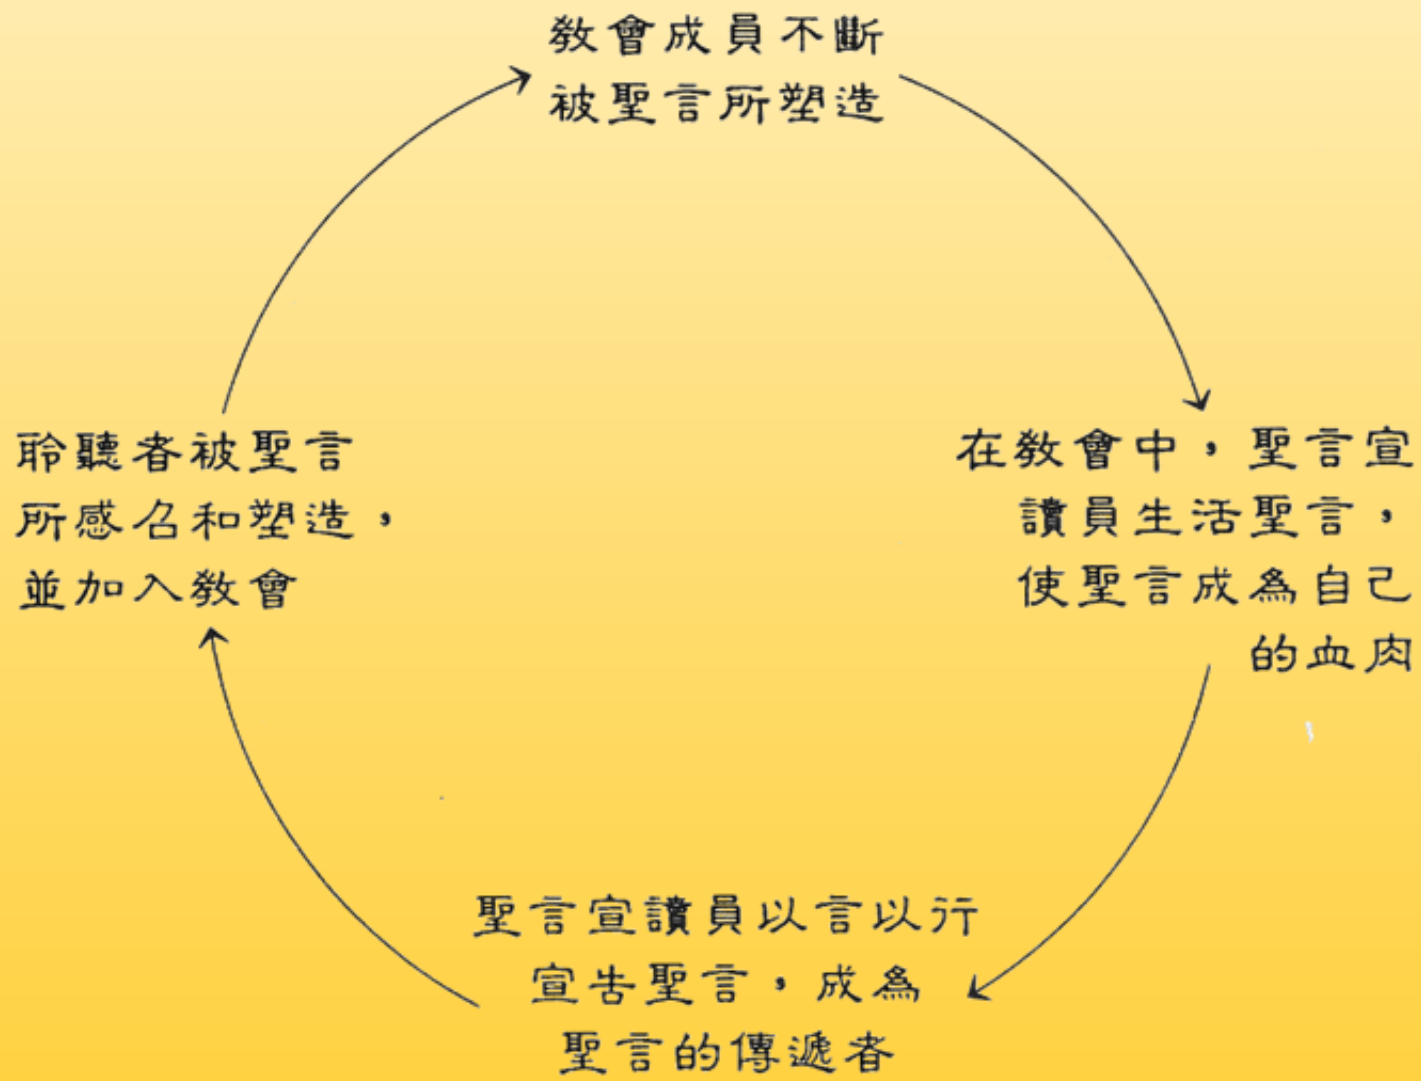 教會成員不斷
被聖言所塑造
在教會中，聖言宣
讀員生活聖言，
使聖言成為自己
的血肉
聖言宣讀員以言以行
宣告聖言，成為
聖言的傳遞者
聆聽者被聖言
所感召和塑造，
並加入教會